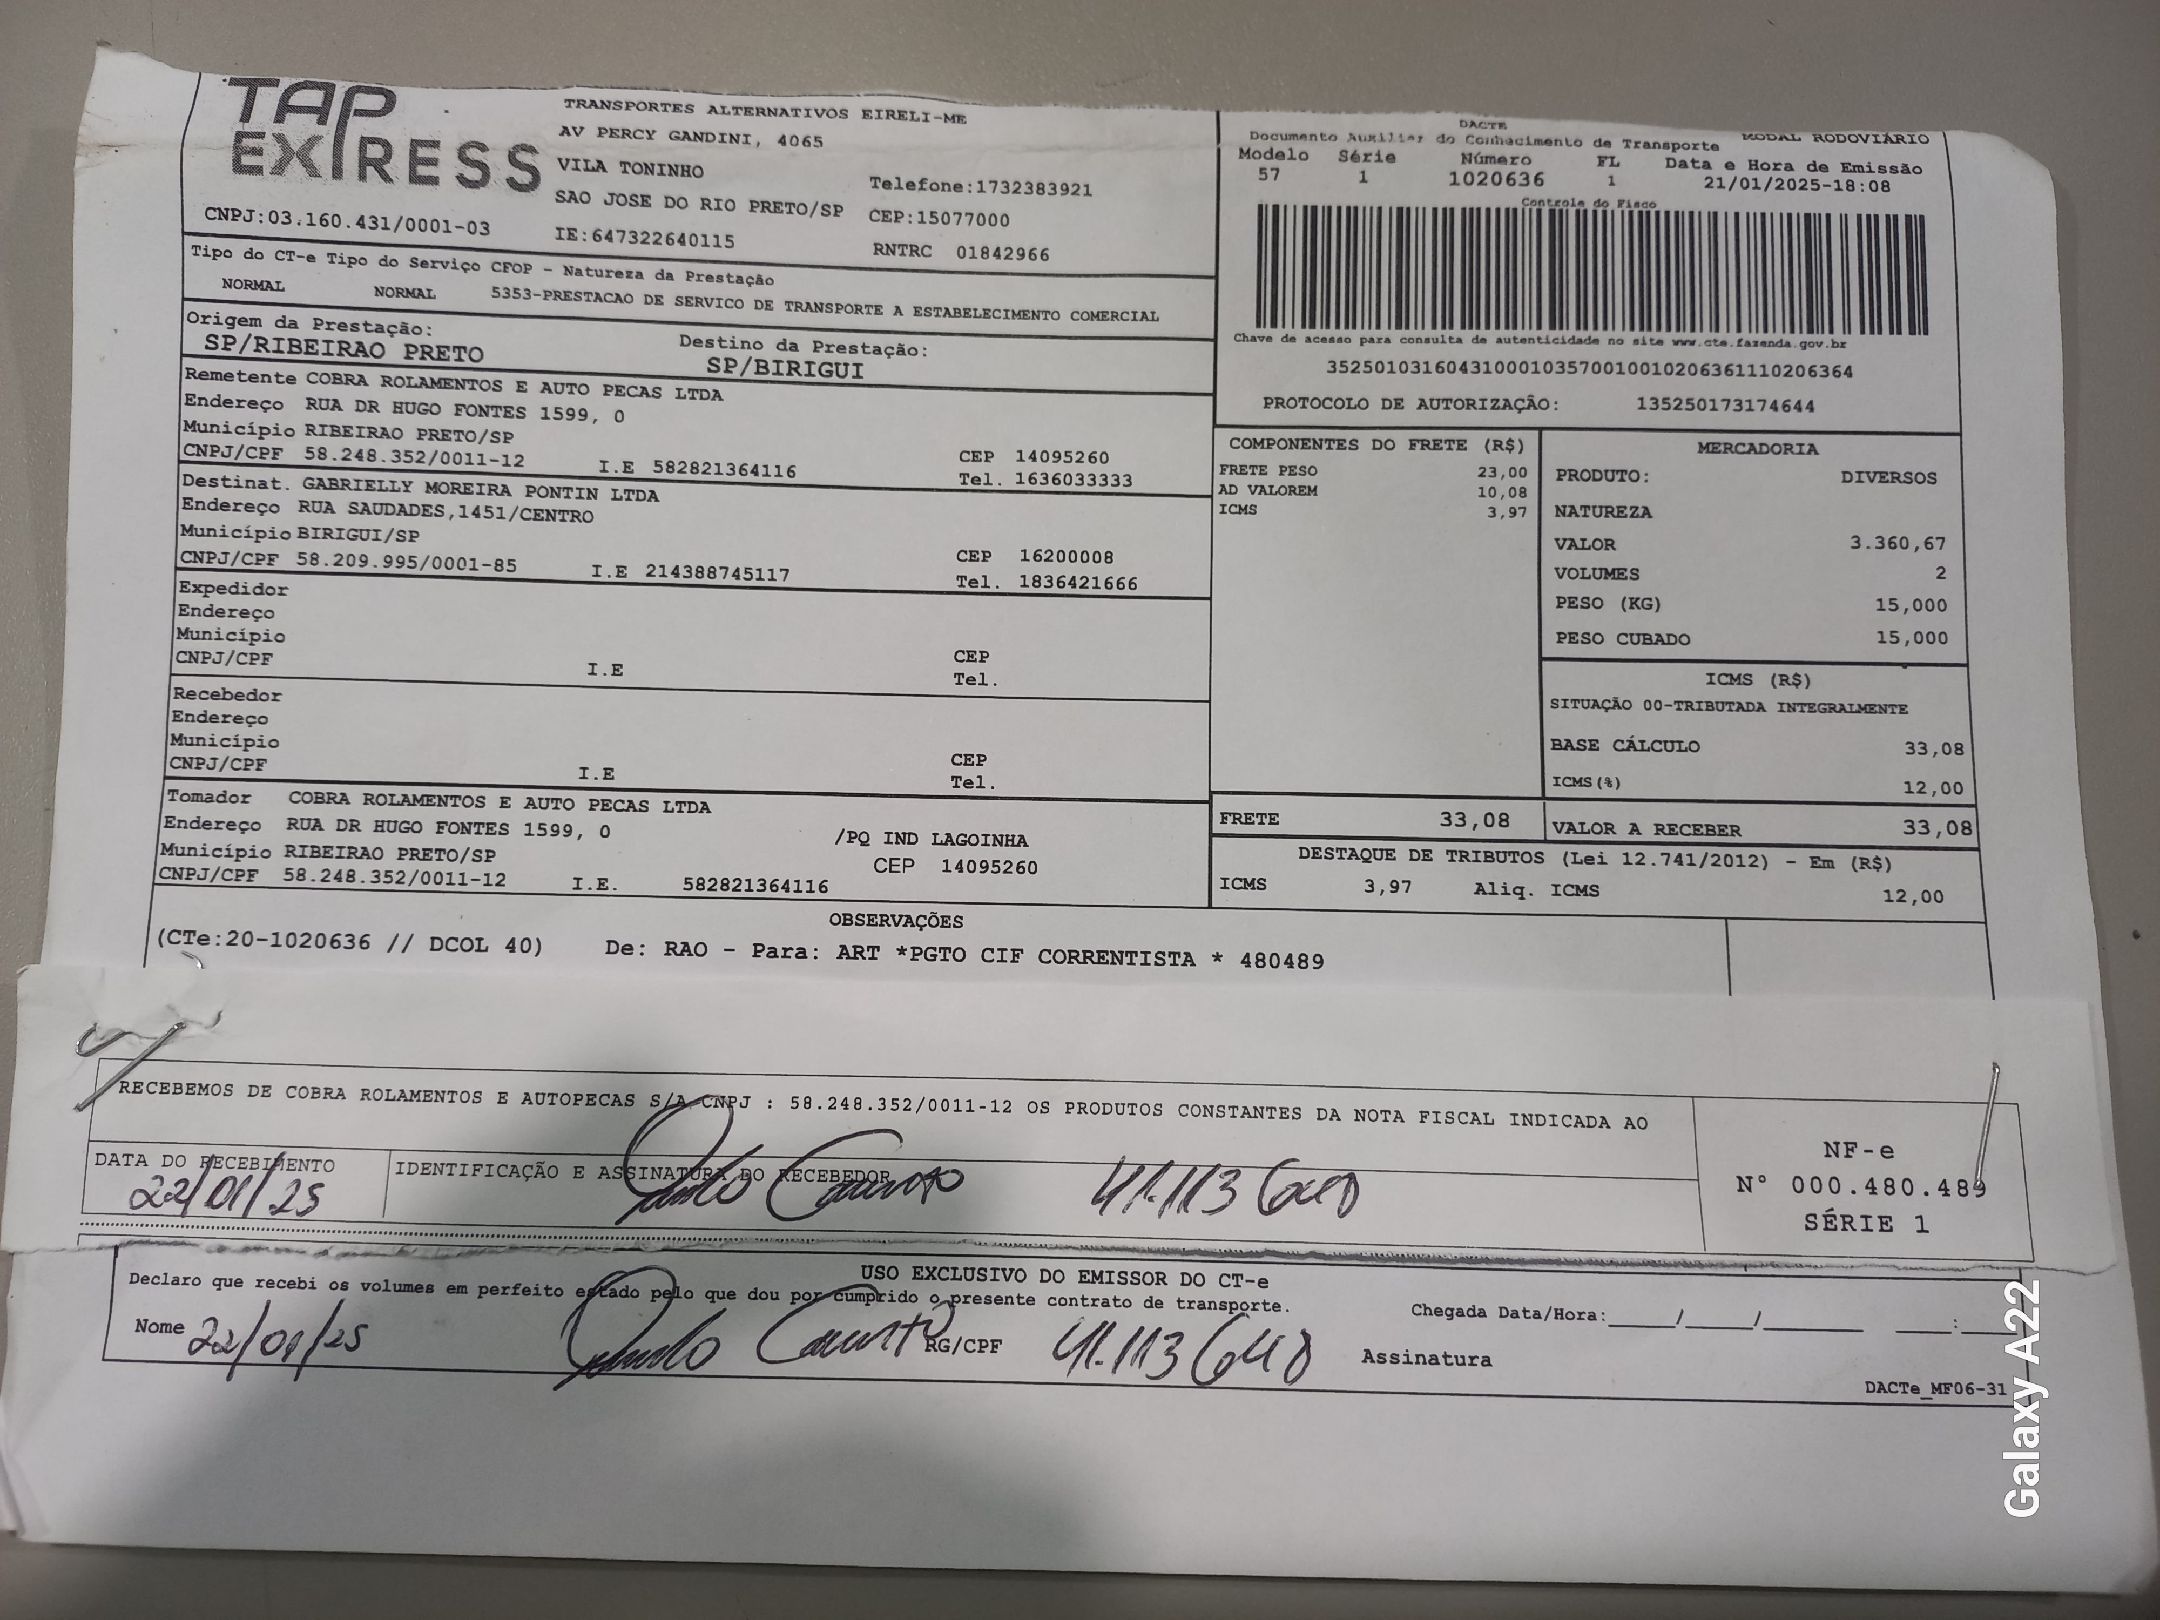 TAP EXPRESS
CNPJ:03.160.431/0001-03
TRANSPORTES ALTERNATIVOS EIRELI-ME
AV PERCY GANDINI, 4065
VILA TONINHO
SAO JOSE DO RIO PRETO/SP
IE:647322640115
Telefone:1732383921
CEP:15077000
RNTRC 01842966
DACTE
Documento Auxiliar do Conhecimento de Transporte MODAL RODOVIÁRIO
Modelo Série Número FL Data e Hora de Emissão
57 1 1020636 1 21/01/2025-18:08
Controle do Fisco
Chave de acesso para consulta de autenticidade no site www.cte.fazenda.gov.br
35250103160431000103570010010206361110206364
PROTOCOLO DE AUTORIZAÇÃO: 135250173174644
Tipo do CT-e Tipo do Serviço CFOP - Natureza da Prestação
NORMAL NORMAL 5353-PRESTACAO DE SERVICO DE TRANSPORTE A ESTABELECIMENTO COMERCIAL
Origem da Prestação: Destino da Prestação:
SP/RIBEIRAO PRETO SP/BIRIGUI
Remetente COBRA ROLAMENTOS E AUTO PECAS LTDA
Endereço RUA DR HUGO FONTES 1599, 0
Município RIBEIRAO PRETO/SP CEP 14095260
CNPJ/CPF 58.248.352/0011-12 I.E 582821364116 Tel. 1636033333
Destinat. GABRIELLY MOREIRA PONTIN LTDA
Endereço RUA SAUDADES,1451/CENTRO
Município BIRIGUI/SP CEP 16200008
CNPJ/CPF 58.209.995/0001-85 I.E 214388745117 Tel. 1836421666
Expedidor
Endereço
Município CEP
CNPJ/CPF I.E Tel.
Recebedor
Endereço
Município CEP
CNPJ/CPF I.E Tel.
Tomador COBRA ROLAMENTOS E AUTO PECAS LTDA
Endereço RUA DR HUGO FONTES 1599, 0 /PQ IND LAGOINHA
Município RIBEIRAO PRETO/SP CEP 14095260
CNPJ/CPF 58.248.352/0011-12 I.E. 582821364116
COMPONENTES DO FRETE (R$)
FRETE PESO 23,00
AD VALOREM 10,08
ICMS 3,97
MERCADORIA
PRODUTO: DIVERSOS
NATUREZA
VALOR 3.360,67
VOLUMES 2
PESO (KG) 15,000
PESO CUBADO 15,000
ICMS (R$)
SITUAÇÃO 00-TRIBUTADA INTEGRALMENTE
BASE CÁLCULO 33,08
ICMS(%) 12,00
FRETE 33,08 VALOR A RECEBER 33,08
DESTAQUE DE TRIBUTOS (Lei 12.741/2012) - Em (R$)
ICMS 3,97 Aliq. ICMS 12,00
OBSERVAÇÕES
(CTe:20-1020636 // DCOL 40) De: RAO - Para: ART *PGTO CIF CORRENTISTA * 480489
RECEBEMOS DE COBRA ROLAMENTOS E AUTOPECAS S/A CNPJ : 58.248.352/0011-12 OS PRODUTOS CONSTANTES DA NOTA FISCAL INDICADA AO
DATA DO RECEBIMENTO IDENTIFICAÇÃO E ASSINATURA DO RECEBEDOR
22/01/25 41.113 640
NF-e
N° 000.480.489
SÉRIE 1
USO EXCLUSIVO DO EMISSOR DO CT-e
Declaro que recebi os volumes em perfeito estado pelo que dou por cumprido o presente contrato de transporte.
Chegada Data/Hora:_____/_____/_______ ____:____
Nome 22/01/25 RG/CPF 41.113 640 Assinatura
DACTe_MF06-31
Galaxy A22